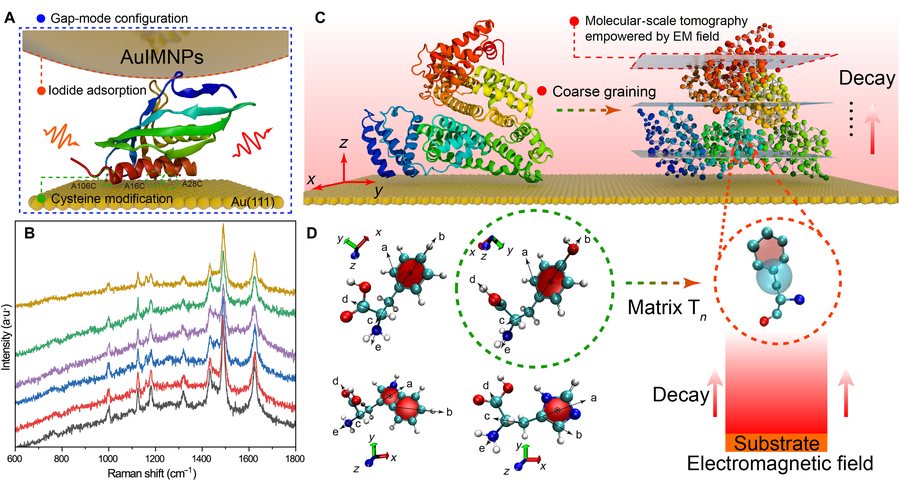 A
Gap-mode configuration
AuIMNPs
Iodide adsorption
A106C
A16C
A28C
Cysteine modification
Au(111)
B
Intensity (a·u·)
600 800 1000 1200 1400 1600 1800
Raman shift (cm⁻¹)
C
Molecular-scale tomography
empowered by EM field
Coarse graining
Decay
z
x
y
D
y
x
z
a
b
d
c
e
x
y
z
a
b
d
c
e
Matrix Tn
d
a
b
e
c
y
x
z
d
a
c
b
e
y
z
x
Decay
Substrate
Electromagnetic field